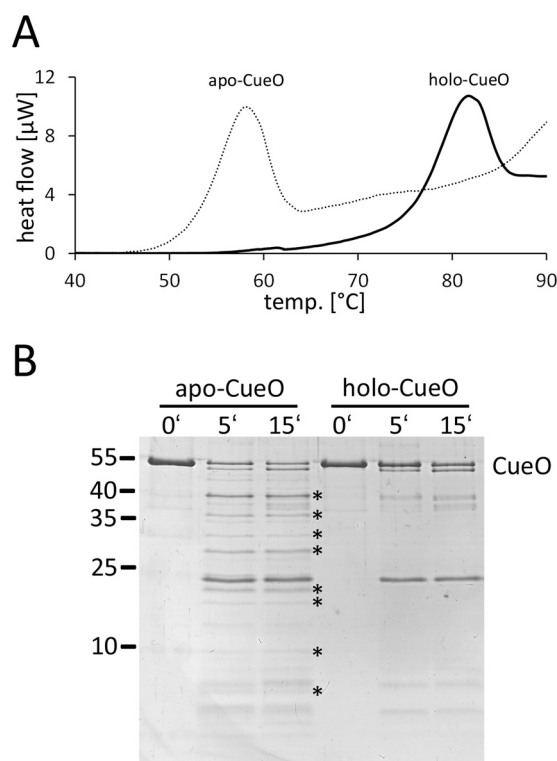 A
apo-CueO holo-CueO
12
8
4
0
heat flow [µW]
40 50 60 70 80 90
temp. [°C]
B
apo-CueO holo-CueO
0‘ 5‘ 15‘ 0‘ 5‘ 15‘
55 CueO
40
*
35 *
*
*
25
*
*
10 *
*